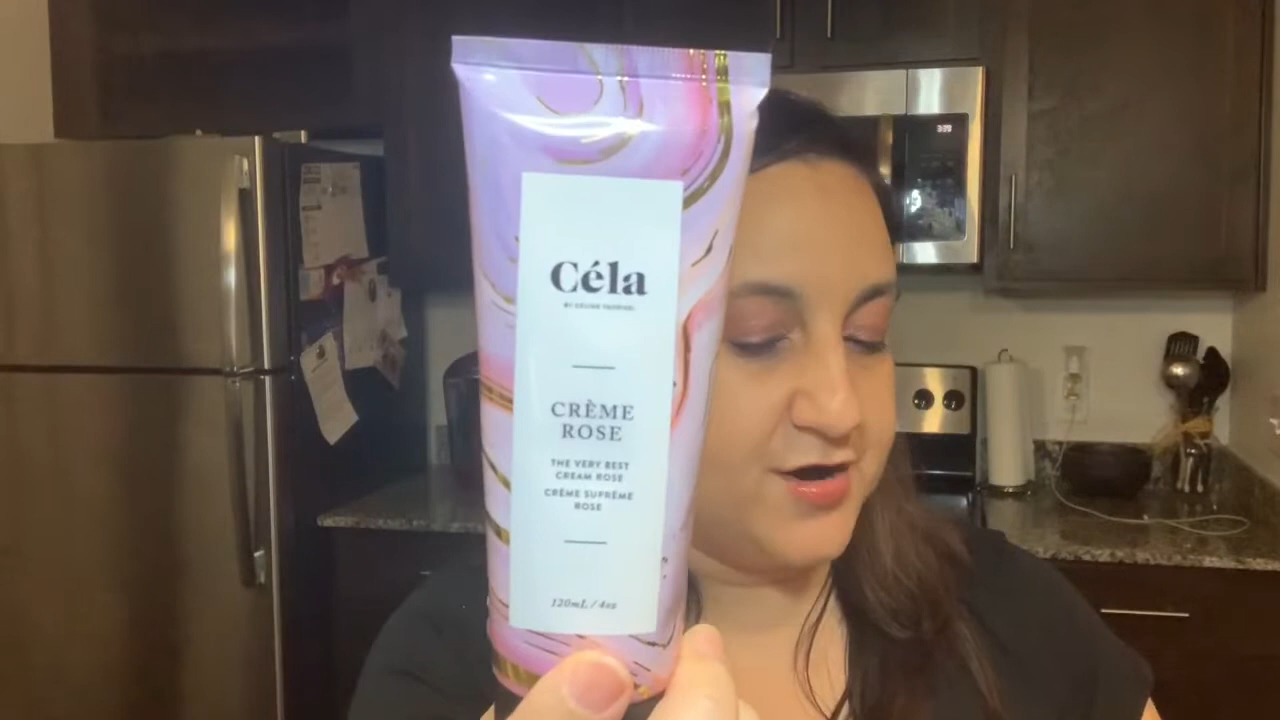 Céla
CRÈME
ROSE
THE VERY BEST
CREAM ROSE
CRÈME SUPRÊME
ROSE
120mL / 4oz